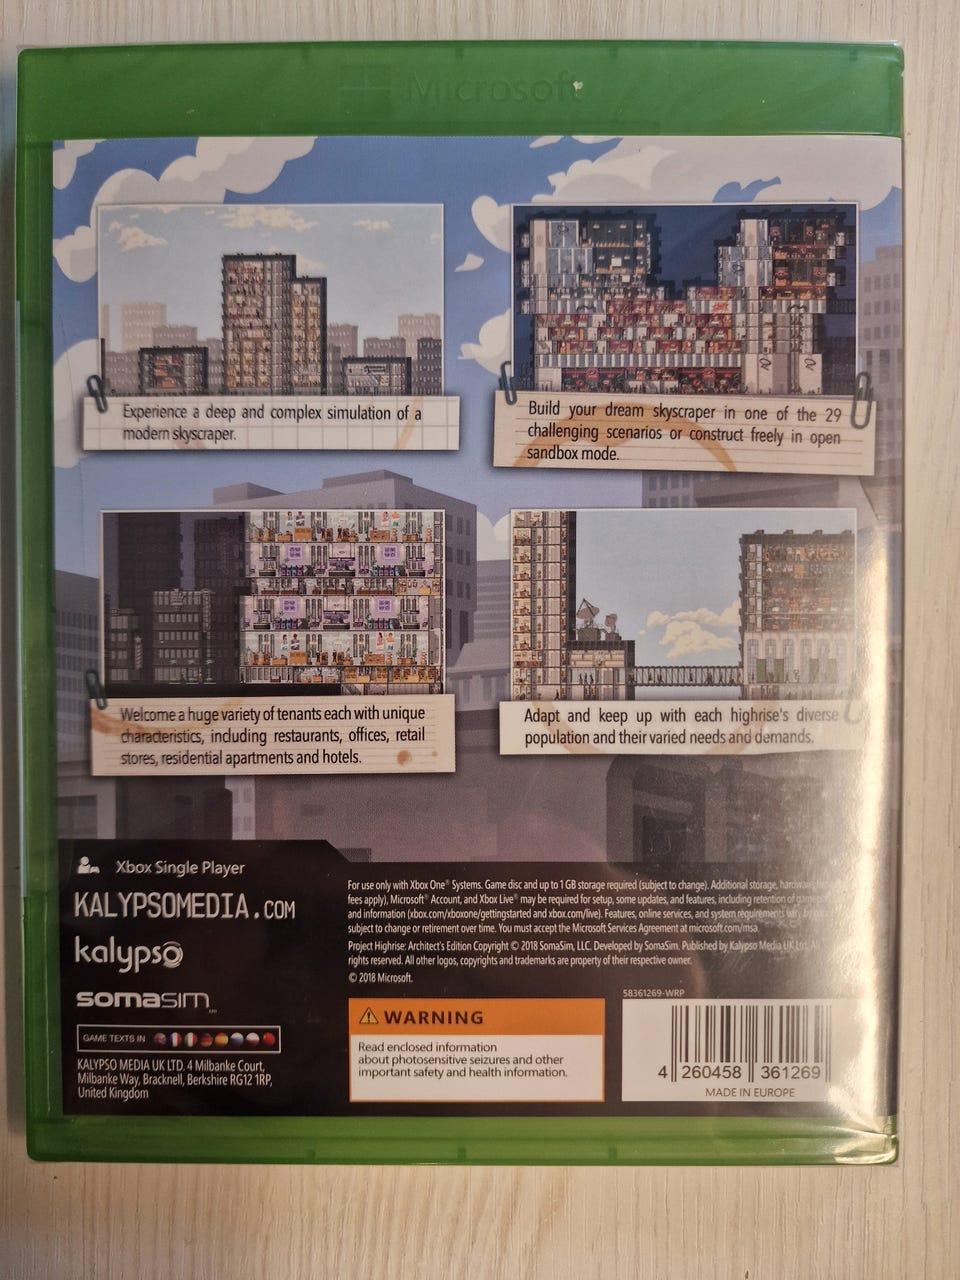 Microsoft
Experience a deep and complex simulation of a
modern skyscraper.
Build your dream skyscraper in one of the 29
challenging scenarios or construct freely in open
sandbox mode.
Welcome a huge variety of tenants each with unique
characteristics, including restaurants, offices, retail
stores, residential apartments and hotels.
Adapt and keep up with each highrise's diverse
population and their varied needs and demands.
Xbox Single Player
KALYPSOMEDIA.COM
kalypso
somasim
GAME TEXTS IN
KALYPSO MEDIA UK LTD, 4 Milbanke Court,
Milbanke Way, Bracknell, Berkshire RG12 1RP,
United Kingdom
For use only with Xbox One® Systems. Game disc and up to 1 GB storage required (subject to change). Additional storage, hardware,
fees apply), Microsoft® Account, and Xbox Live® may be required for setup, some updates, and features, including retention of
and information (xbox.com/xboxone/gettingstarted and xbox.com/live). Features, online services, and system requirements vary by
subject to change or retirement over time. You must accept the Microsoft Services Agreement at microsoft.com/msa.
Project Highrise: Architect's Edition Copyright © 2018 SomaSim, LLC. Developed by SomaSim. Published by Kalypso Media UK Ltd. All
rights reserved. All other logos, copyrights and trademarks are property of their respective owner.
© 2018 Microsoft.
WARNING
Read enclosed information
about photosensitive seizures and other
important safety and health information.
58361269-WRP
4 260458 361269
MADE IN EUROPE